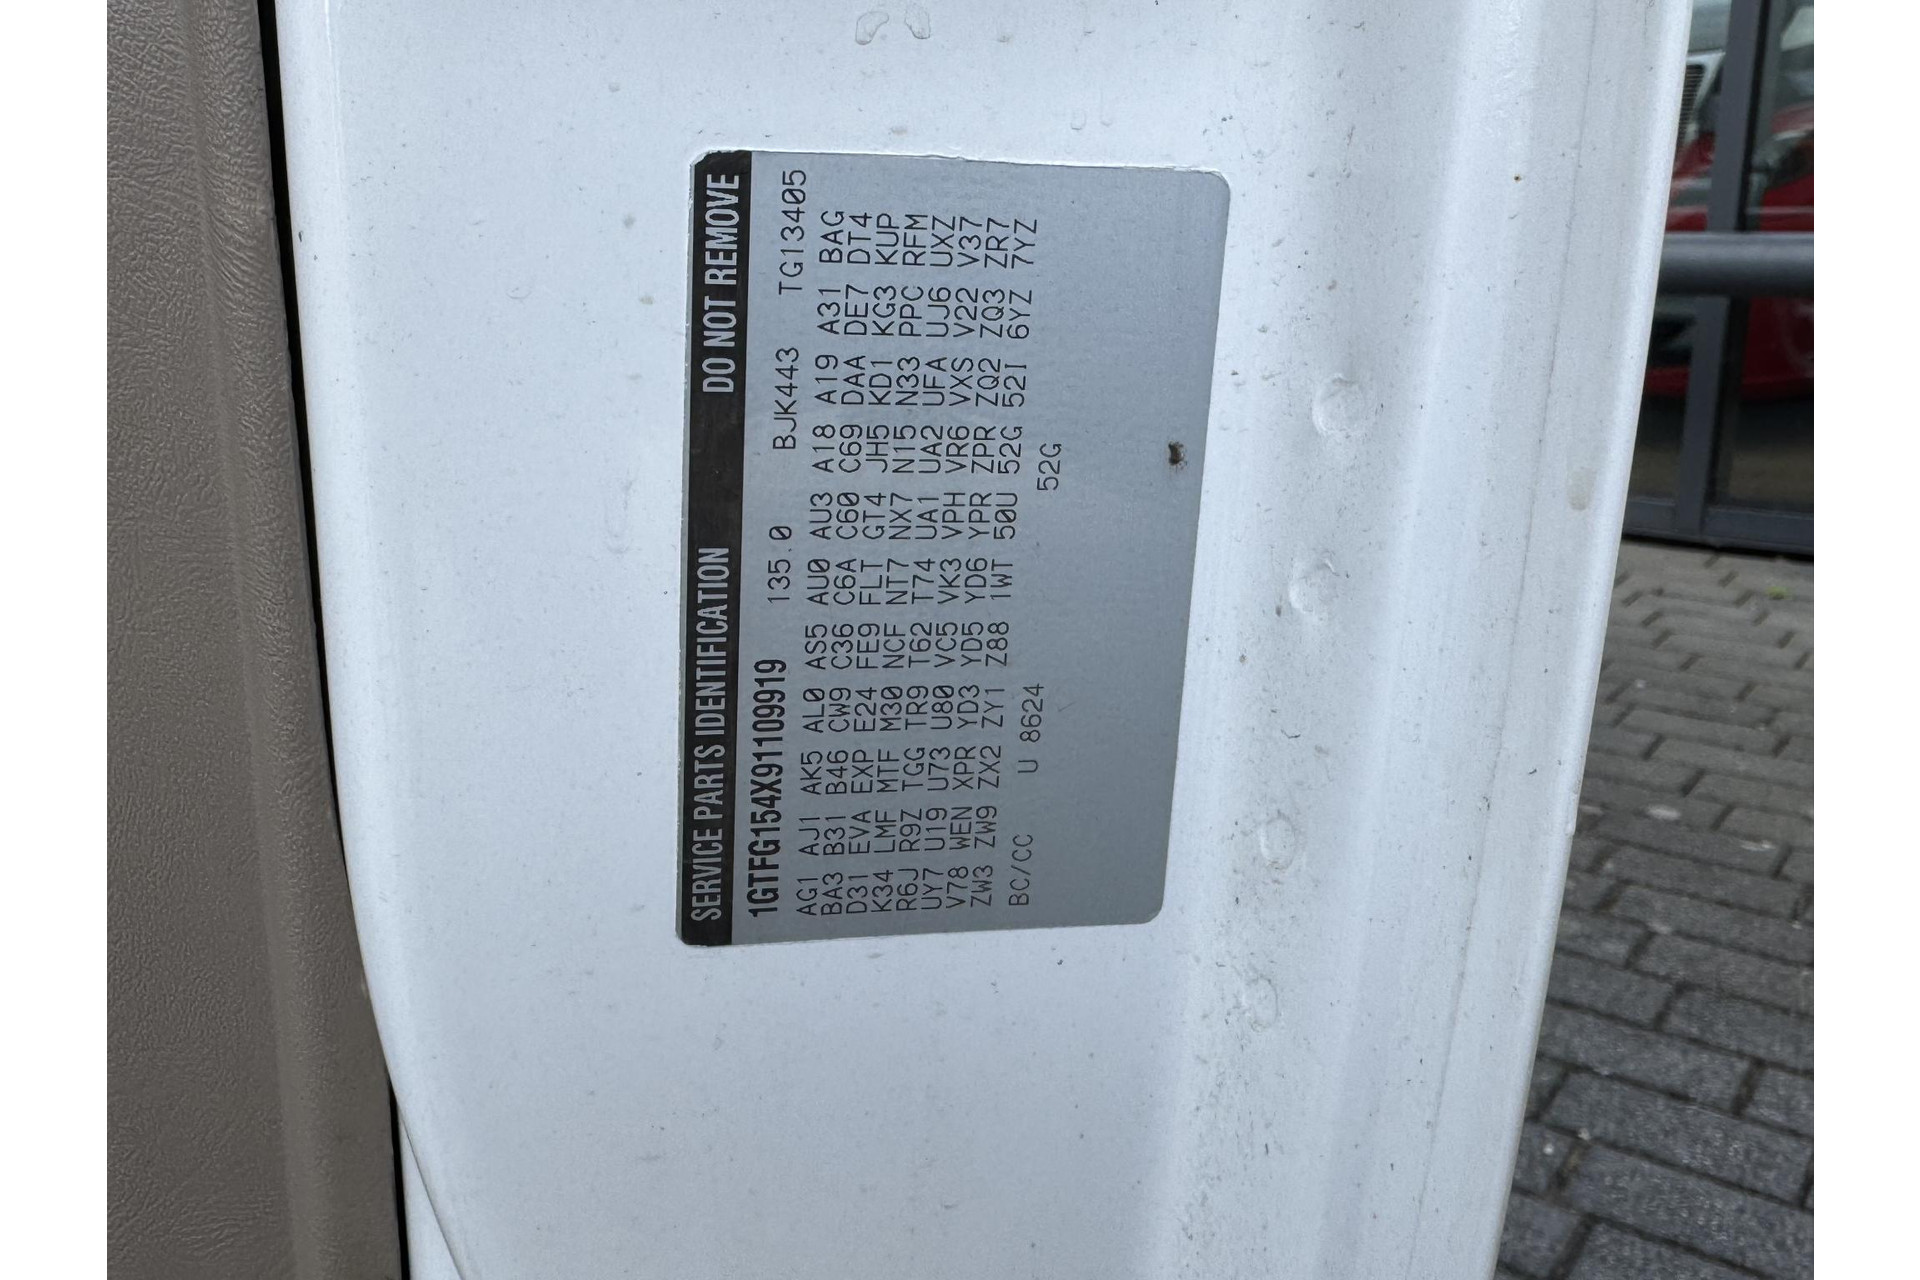 SERVICE PARTS IDENTIFICATION DO NOT REMOVE
1GTFG154X91109919 135.0 BJK443 TG13405
AG1 AJ1 AK5 AL0 AS5 AU0 AU3 A18 A19 A31 BAG
BA3 B31 B46 CW9 C36 C6A C60 C69 DAA DE7 DT4
D31 EVA EXP E24 FE9 FLT GT4 JH5 KD1 KG3 KUP
K34 LMF MTF M30 NCF NT7 NX7 N15 N33 PPC RFM
R6J R9Z TGG TR9 T62 T74 UA1 UA2 UFA UJ6 UXZ
UY7 U19 U73 U80 VC5 VK3 VPH VR6 VXS V22 V37
V78 WEN XPR YD3 YD5 YD6 YPR ZPR ZQ2 ZQ3 ZR7
ZW3 ZW9 ZX2 ZY1 Z88 1WT 50U 52G 52I 6YZ 7YZ
BC/CC U 8624 52G